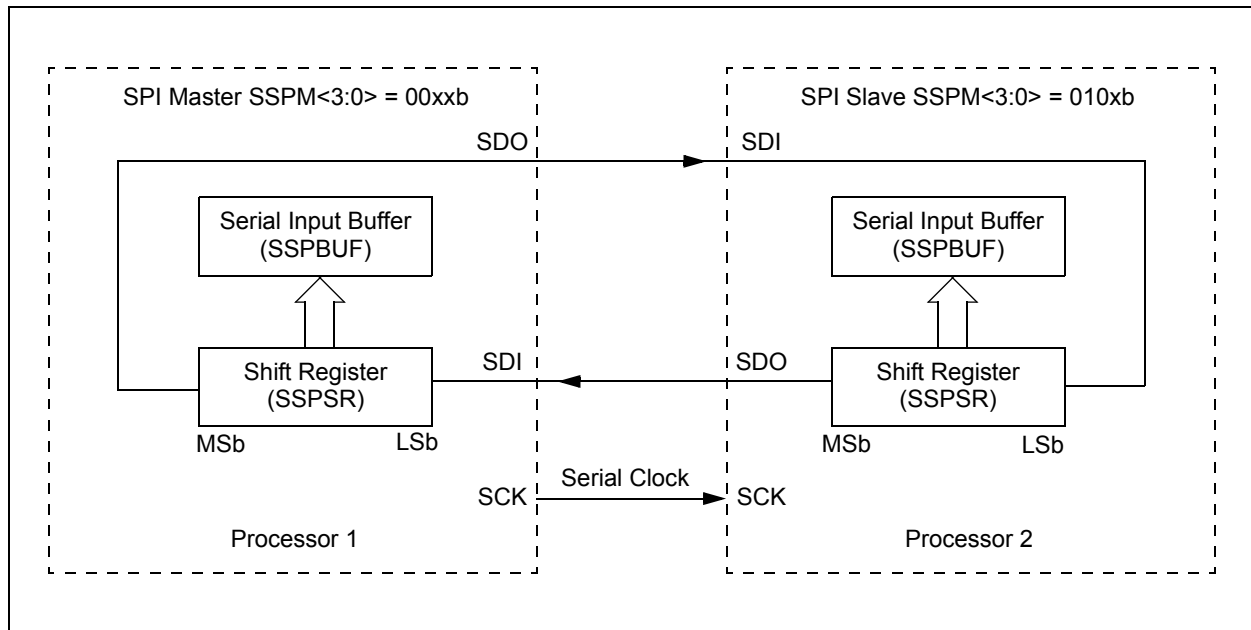 SPI Master SSPM<3:0> = 00xxb
SDO
Serial Input Buffer
(SSPBUF)
Shift Register
(SSPSR)
MSb
LSb
SDI
SCK
Processor 1
Serial Clock
SPI Slave SSPM<3:0> = 010xb
SDI
Serial Input Buffer
(SSPBUF)
SDO
Shift Register
(SSPSR)
MSb
LSb
SCK
Processor 2